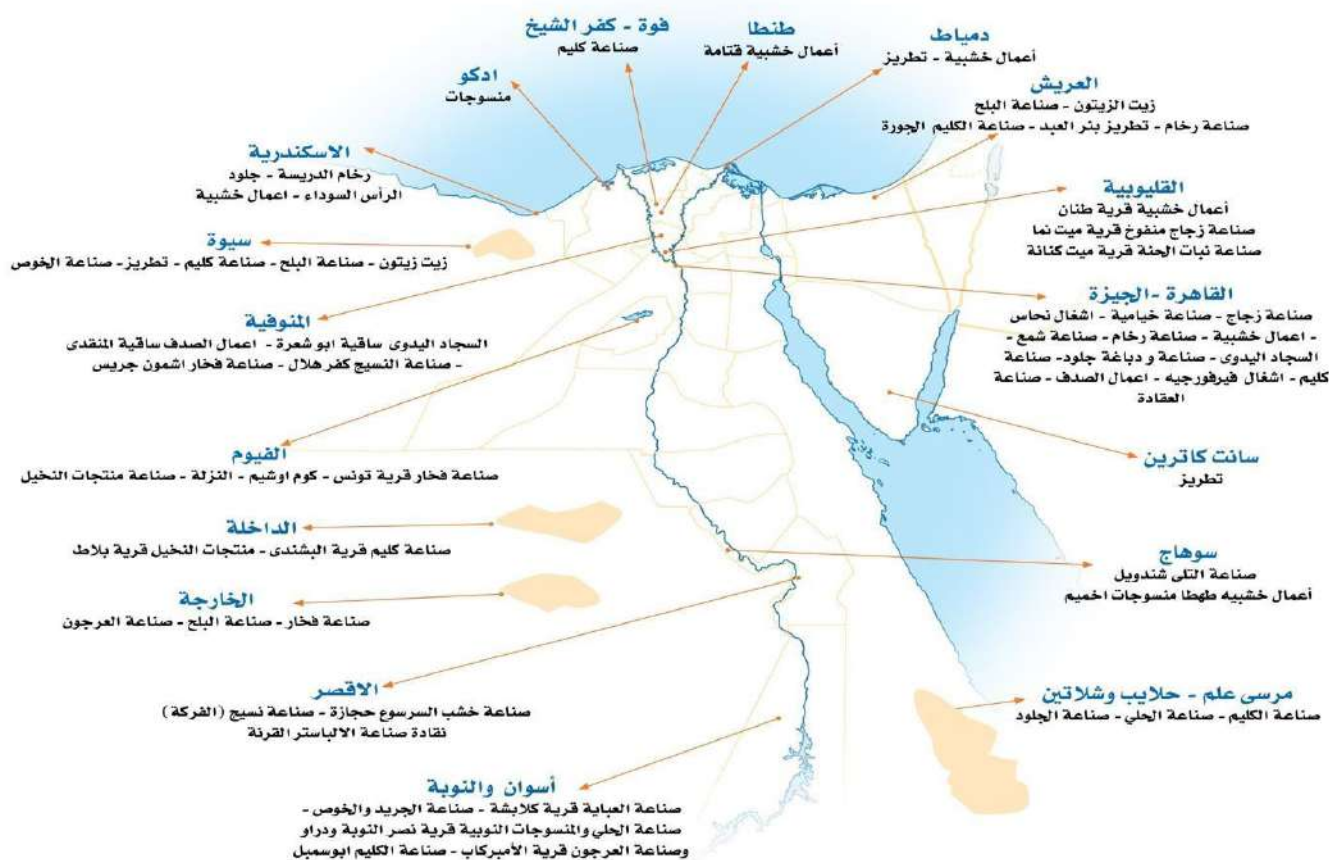 فوة - كفر الشيخ
صناعة كليم
طنطا
أعمال خشبية قتامة
دمياط
أعمال خشبية - تطريز
ادكو
منسوجات
العريش
زيت الزيتون - صناعة البلح
صناعة رخام - تطريز بئر العبد - صناعة الكليم الجورة
الاسكندرية
رخام الدريسة - جلود
الرأس السوداء - اعمال خشبية
القليوبية
أعمال خشبية قرية طنان
صناعة زجاج منفوخ قرية ميت نما
صناعة نبات الحنة قرية ميت كنانة
سيوة
زيت زيتون - صناعة البلح - صناعة كليم - تطريز - صناعة الخوص
القاهرة -الجيزة
صناعة زجاج - صناعة خيامية - اشغال نحاس
- اعمال خشبية - صناعة رخام - صناعة شمع -
السجاد اليدوى - صناعة و دباغة جلود- صناعة
كليم - اشغال فيرفورجيه - اعمال الصدف - صناعة
العقادة
المنوفية
السجاد اليدوى ساقية ابو شعرة - اعمال الصدف ساقية المنقدى
- صناعة النسيج كفر هلال - صناعة فخار اشمون جريس
الفيوم
صناعة فخار قرية تونس - كوم اوشيم - النزلة - صناعة منتجات النخيل
سانت كاترين
تطريز
الداخلة
صناعة كليم قرية البشندى - منتجات النخيل قرية بلاط
سوهاج
صناعة التلى شندويل
أعمال خشبيه طهطا منسوجات اخميم
الخارجة
صناعة فخار - صناعة البلح - صناعة العرجون
الاقصر
صناعة خشب السرسوع حجازة - صناعة نسيج (الفركة)
نقادة صناعة الالباستر القرنة
مرسى علم - حلايب وشلاتين
صناعة الكليم - صناعة الحلي - صناعة الجلود
أسوان والنوبة
صناعة العباية قرية كلابشة - صناعة الجريد والخوص -
صناعة الحلي والمنسوجات النوبية قرية نصر النوبة ودراو
وصناعة العرجون قرية الأمبركاب - صناعة الكليم ابوسمبل